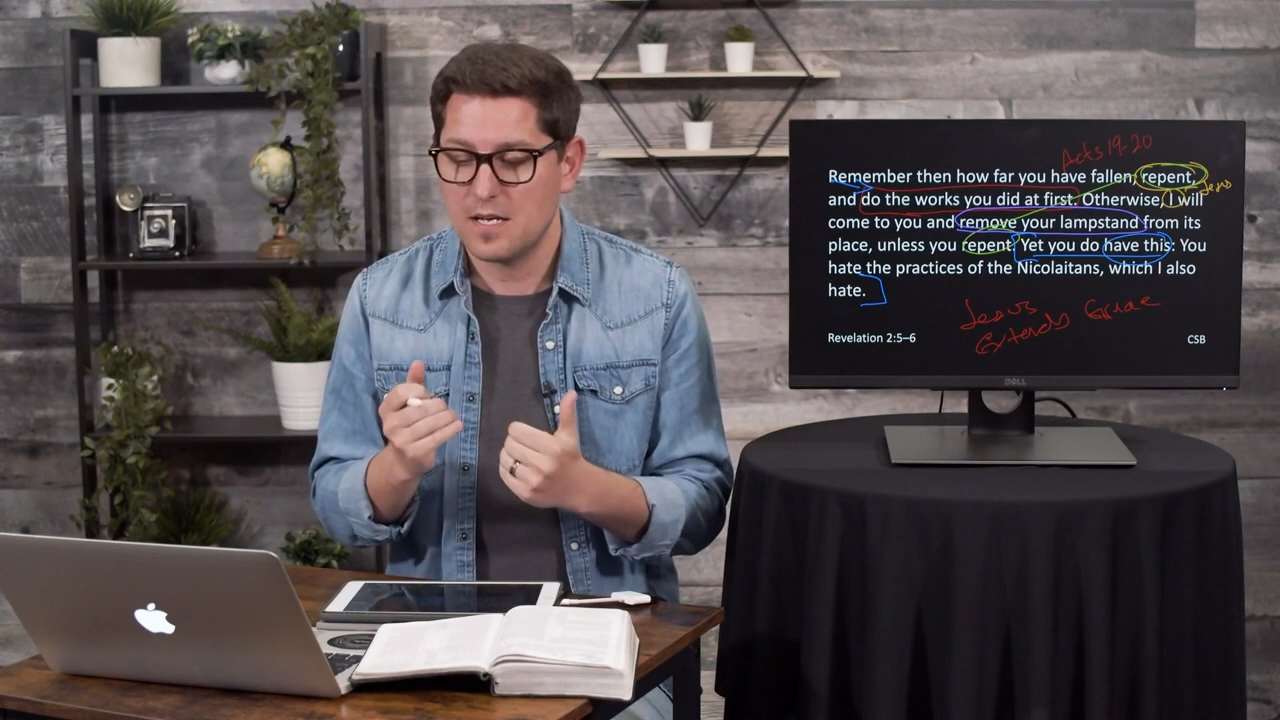 Acts 19-20
Remember then how far you have fallen; repent,
and do the works you did at first. Otherwise, I will
Jesus
come to you and remove your lampstand from its
place, unless you repent. Yet you do have this: You
hate the practices of the Nicolaitans, which I also
hate.
Jesus
Extends Grace
Revelation 2:5–6
CSB
DELL